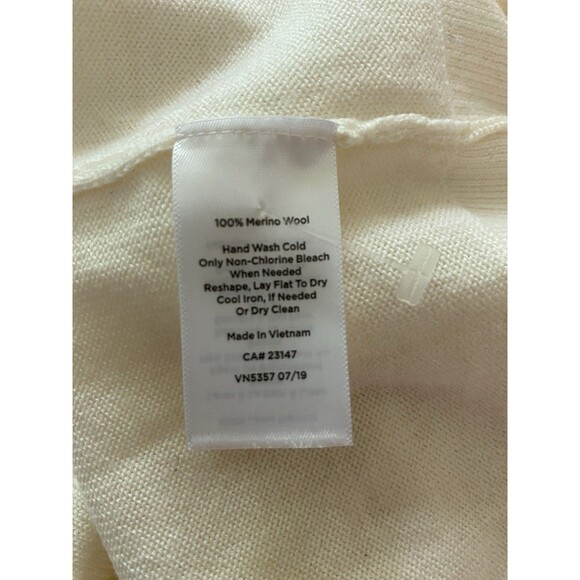 100% Merino Wool
Hand Wash Cold
Only Non-Chlorine Bleach
When Needed
Reshape, Lay Flat To Dry
Cool Iron, If Needed
Or Dry Clean
Made In Vietnam
CA# 23147
VN5357 07/19